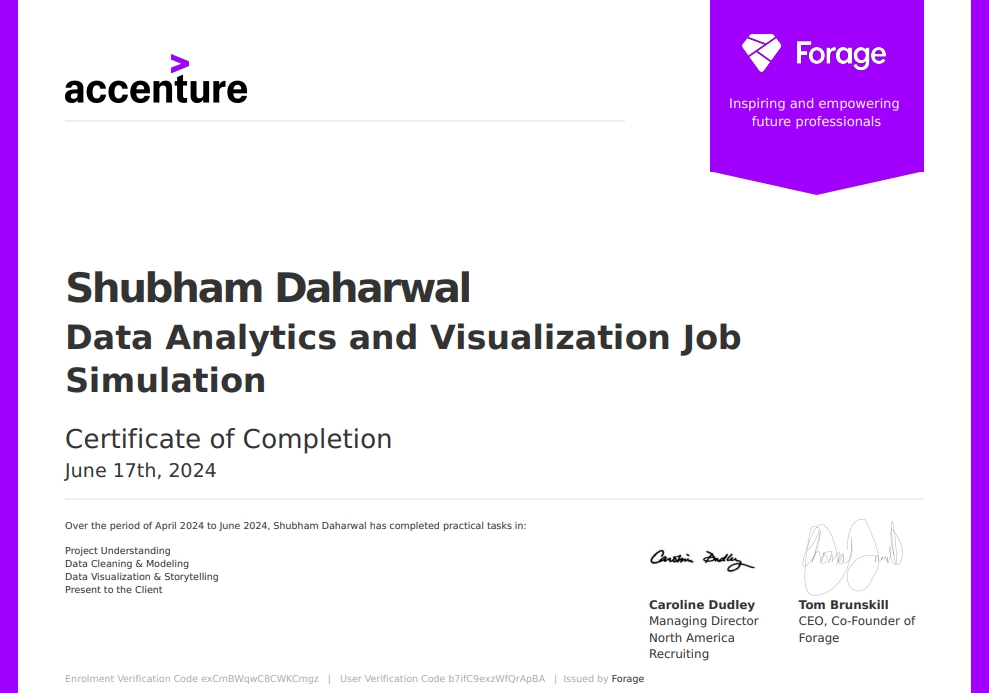 accenture
Forage
Inspiring and empowering
future professionals
Shubham Daharwal
Data Analytics and Visualization Job
Simulation
Certificate of Completion
June 17th, 2024
Over the period of April 2024 to June 2024, Shubham Daharwal has completed practical tasks in:
Project Understanding
Data Cleaning & Modeling
Data Visualization & Storytelling
Present to the Client
Caroline Dudley
Caroline Dudley
Managing Director
North America
Recruiting
Tom Brunskill
CEO, Co-Founder of
Forage
Enrolment Verification Code exCmBWqwC8CWKCmgz | User Verification Code b7ifC9exzWfQrApBA | Issued by Forage